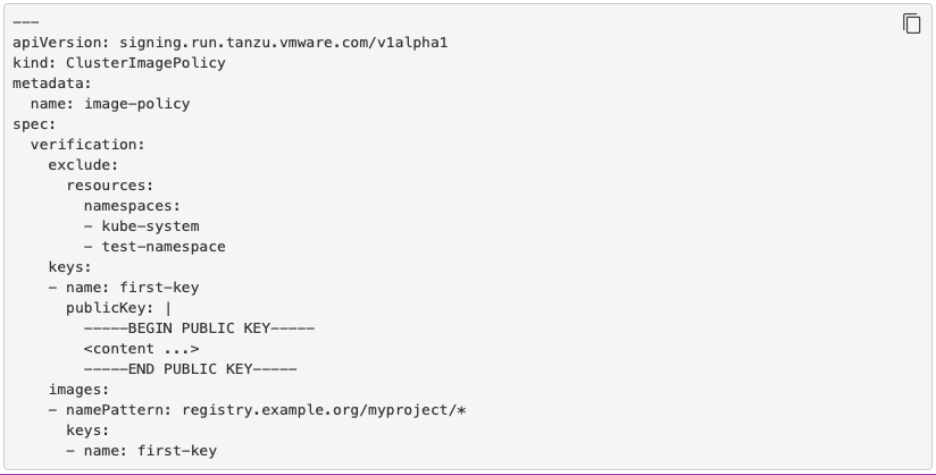 ---
apiVersion: signing.run.tanzu.vmware.com/v1alpha1
kind: ClusterImagePolicy
metadata:
  name: image-policy
spec:
  verification:
    exclude:
      resources:
        namespaces:
        - kube-system
        - test-namespace
    keys:
    - name: first-key
      publicKey: |
        -----BEGIN PUBLIC KEY-----
        <content ...>
        -----END PUBLIC KEY-----
    images:
    - namePattern: registry.example.org/myproject/*
      keys:
      - name: first-key